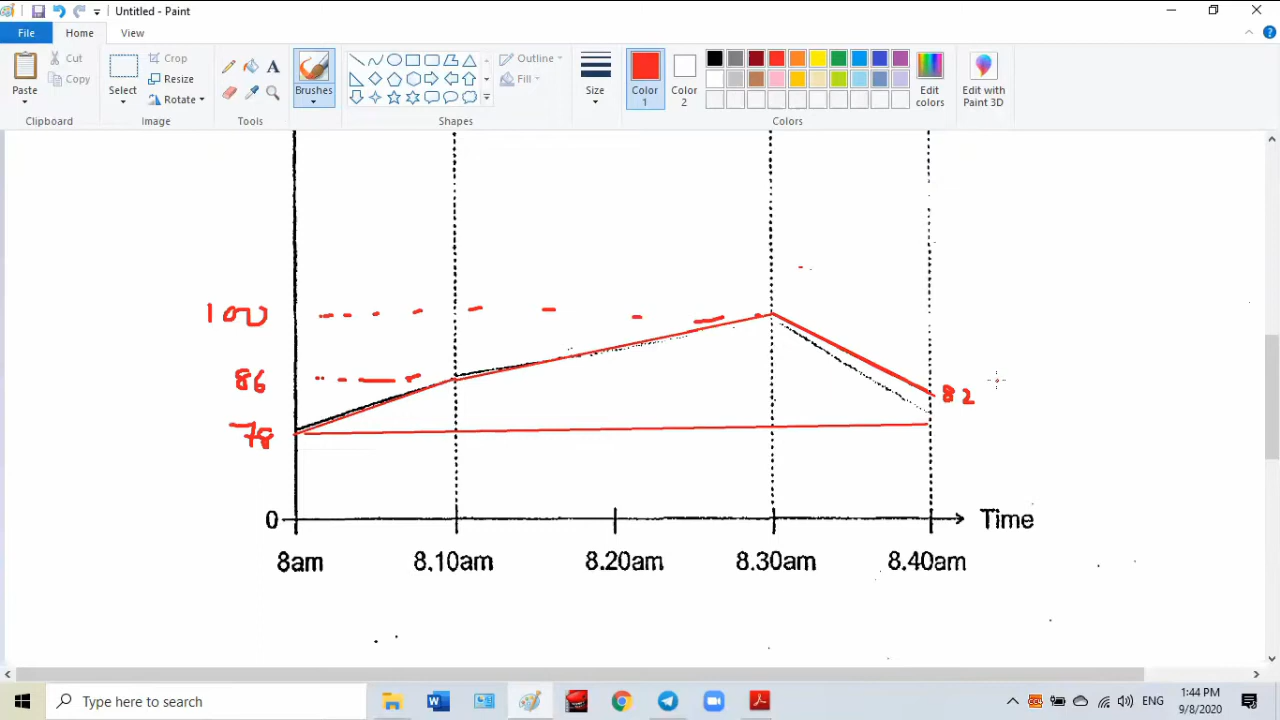 Untitled - Paint
File Home View
Paste
Cut
Copy
Clipboard
Select
Crop
Resize
Rotate
Image
A
Tools
Brushes
Shapes
Outline
Fill
Size
Color 1
Color 2
Edit colors
Colors
Edit with Paint 3D
100
86
78
82
0
Time
8am 8.10am 8.20am 8.30am 8.40am
Type here to search
ENG
1:44 PM
9/8/2020